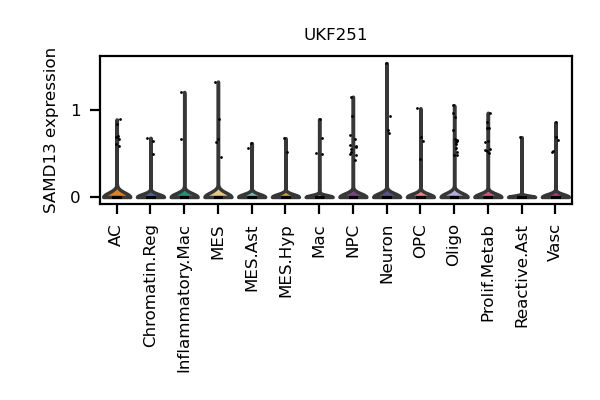 UKF251
SAMD13 expression
1
0
AC
Chromatin.Reg
Inflammatory.Mac
MES
MES.Ast
MES.Hyp
Mac
NPC
Neuron
OPC
Oligo
Prolif.Metab
Reactive.Ast
Vasc